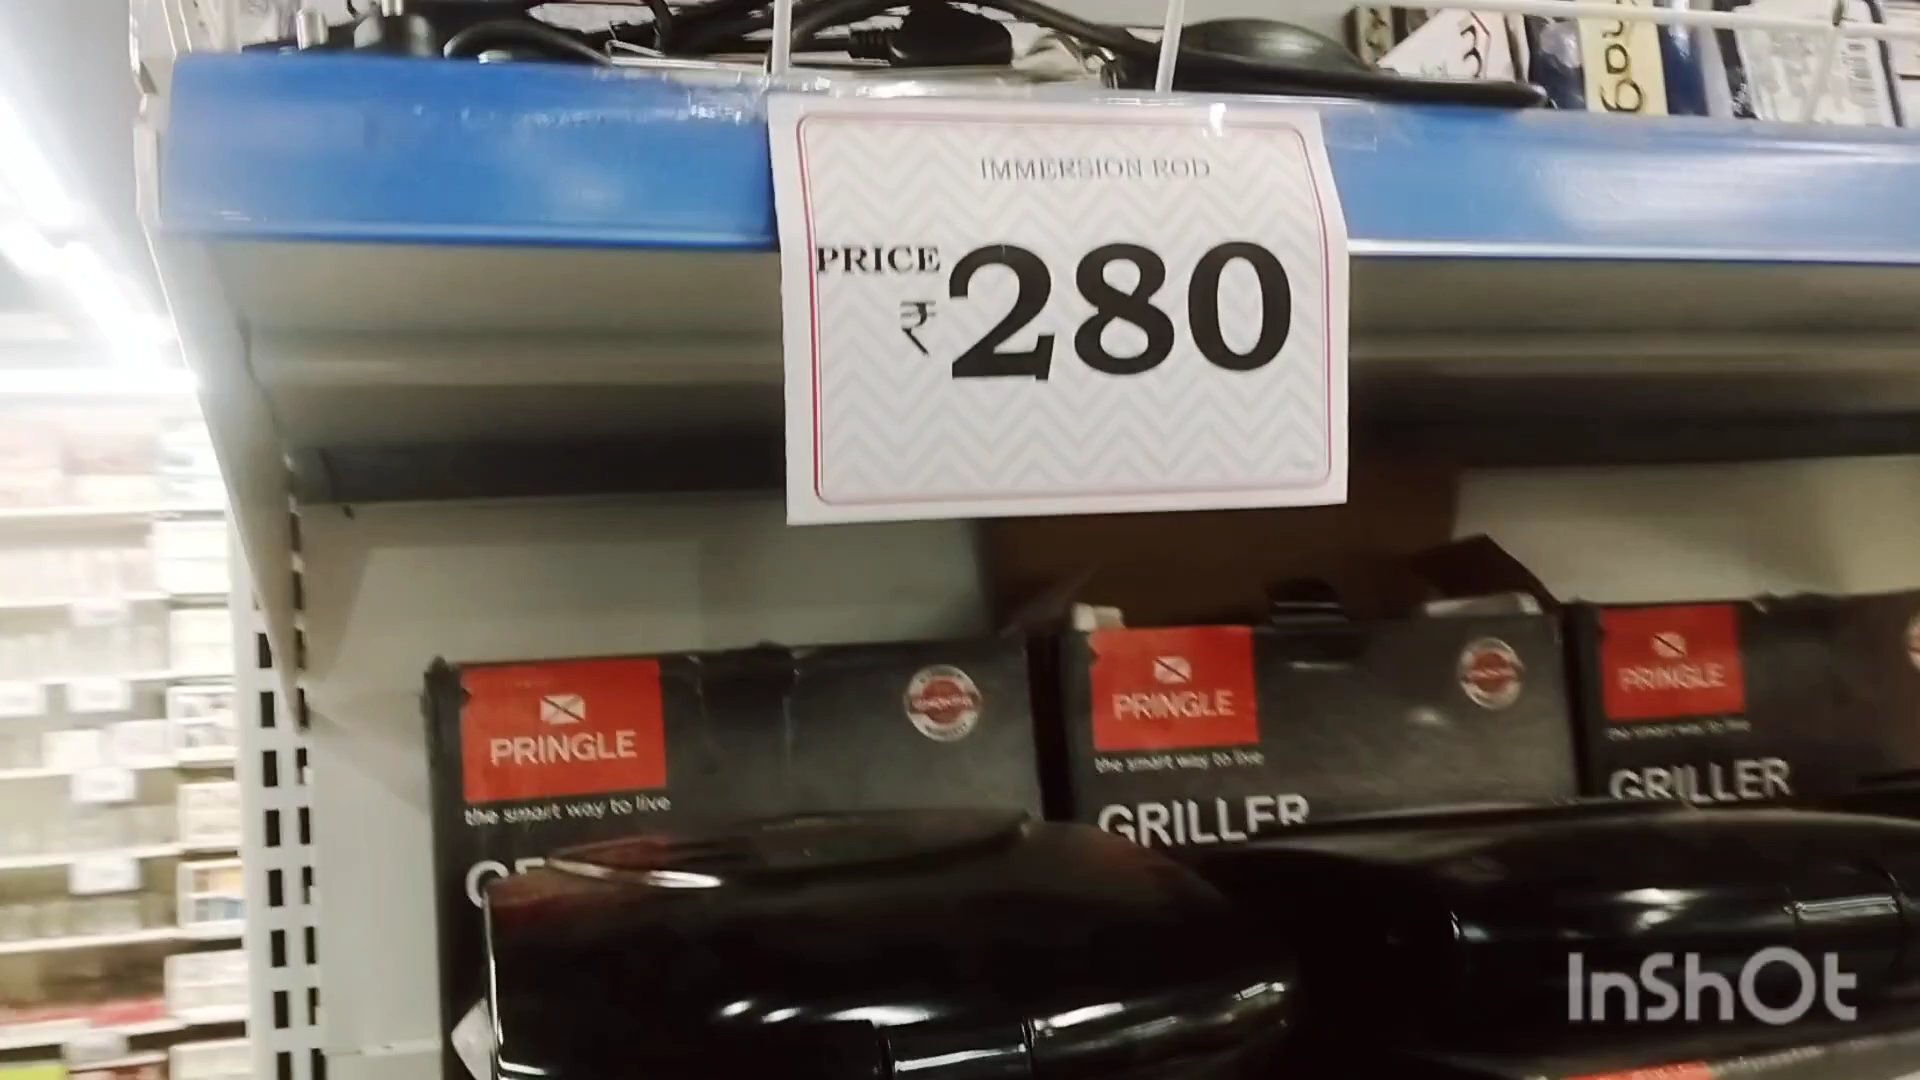 IMMERSION ROD
PRICE
₹280
PRINGLE
the smart way to live
PRINGLE
the smart way to live
GRILLER
PRINGLE
the smart way to live
GRILLER
InShOt